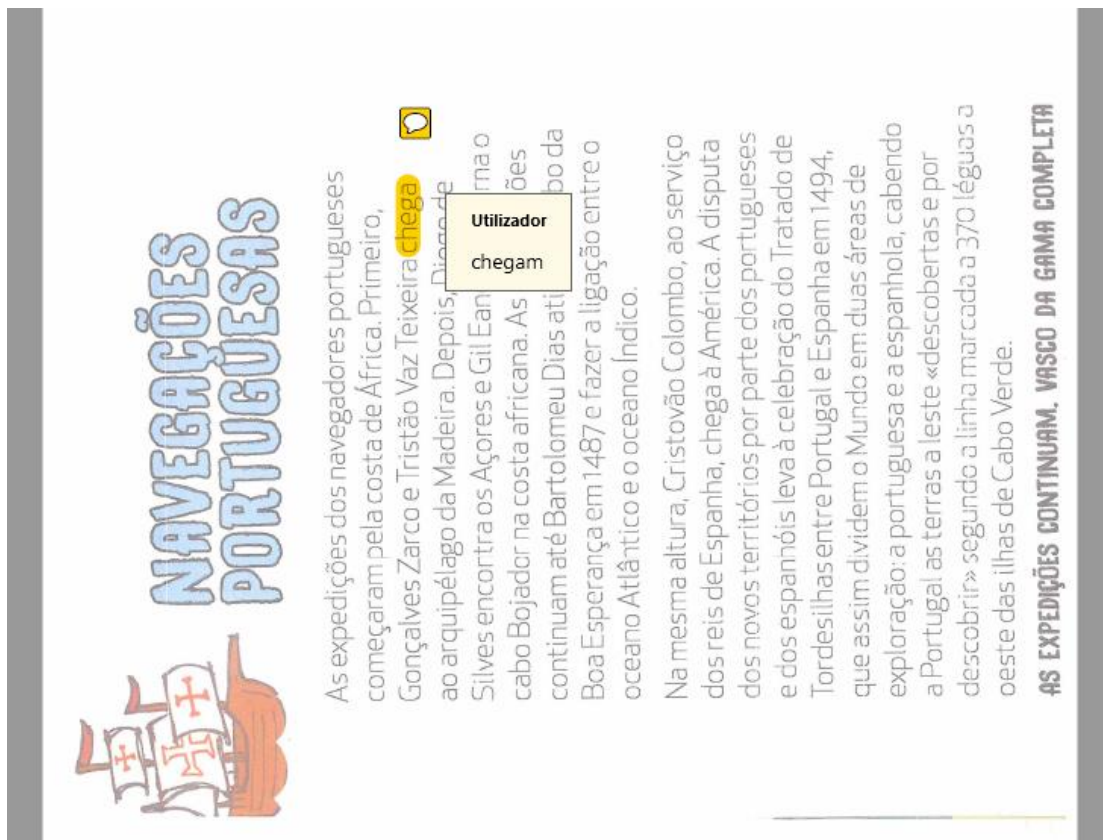 NAVEGAÇÕES
PORTUGUESAS
As expedições dos navegadores portugueses
começaram pela costa de África. Primeiro,
Gonçalves Zarco e Tristão Vaz Teixeira chega
ao arquipélago da Madeira. Depois, Diogo de
Silves encontra os Açores e Gil Ean rna o
cabo Bojador na costa africana. As ões
continuam até Bartolomeu Dias ati bo da
Boa Esperança em 1487 e fazer a ligação entre o
oceano Atlântico e o oceano Índico.
Utilizador
chegam
Na mesma altura, Cristovão Colombo, ao serviço
dos reis de Espanha, chega à América. A disputa
dos novos territórios por parte dos portugueses
e dos espanhóis leva à celebração do Tratado de
Tordesilhas entre Portugal e Espanha em 1494,
que assim dividem o Mundo em duas áreas de
exploração: a portuguesa e a espanhola, cabendo
a Portugal as terras a leste «descobertas e por
descobrir» segundo a linha marcada a 370 léguas a
oeste das ilhas de Cabo Verde.
AS EXPEDIÇÕES CONTINUAM. VASCO DA GAMA COMPLETA